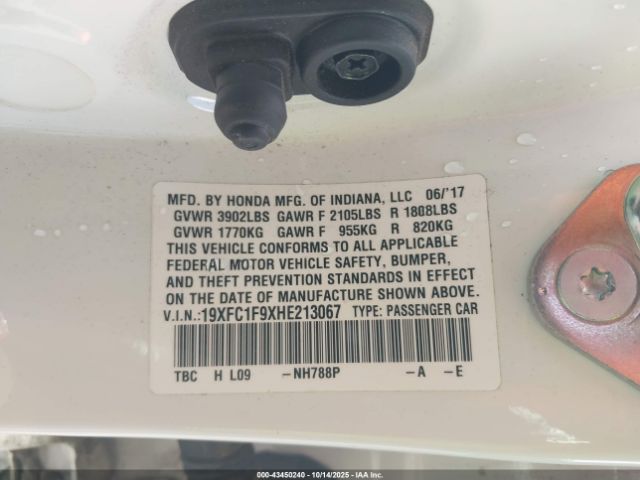 MFD. BY HONDA MFG. OF INDIANA, LLC 06/'17
GVWR 3902LBS GAWR F 2105LBS R 1808LBS
GVWR 1770KG GAWR F 955KG R 820KG
THIS VEHICLE CONFORMS TO ALL APPLICABLE
FEDERAL MOTOR VEHICLE SAFETY, BUMPER,
AND THEFT PREVENTION STANDARDS IN EFFECT
ON THE DATE OF MANUFACTURE SHOWN ABOVE.
V.I.N.: 19XFC1F9XHE213067 TYPE: PASSENGER CAR
TBC H L09 -NH788P -A -E
000-43450240 | 10/14/2025 | IAA